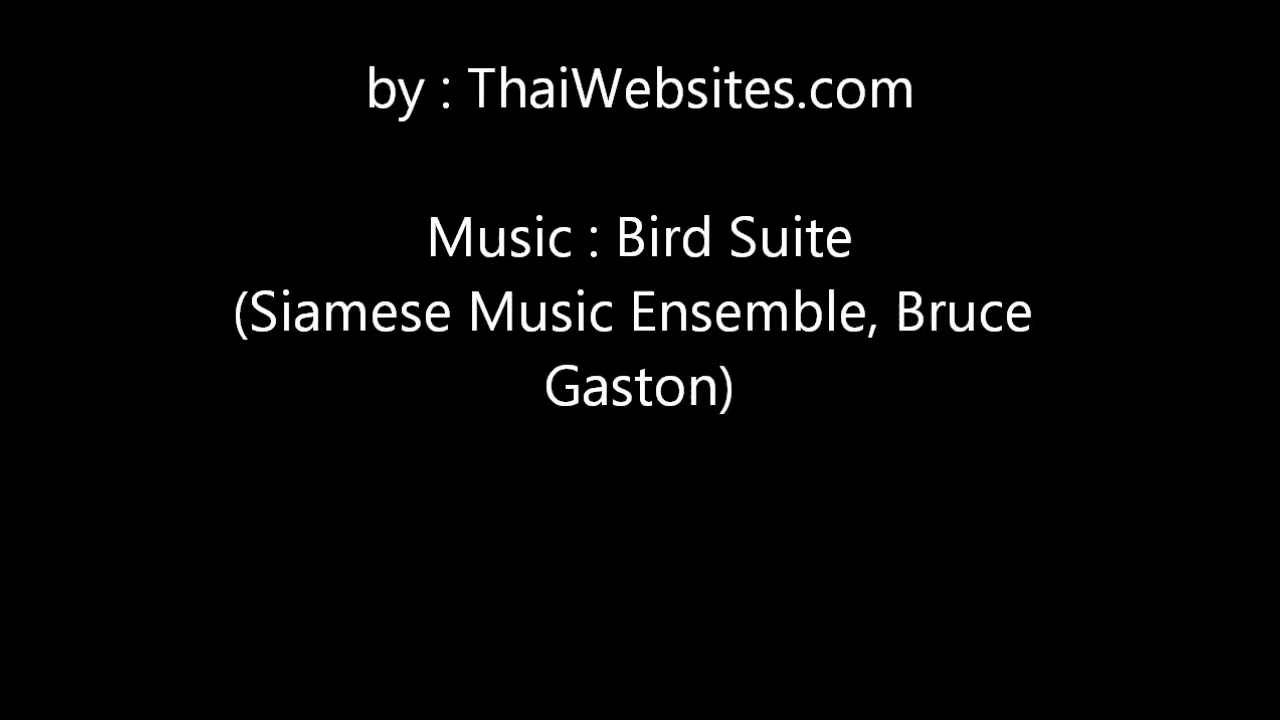 by : ThaiWebsites.com
Music : Bird Suite
(Siamese Music Ensemble, Bruce
Gaston)